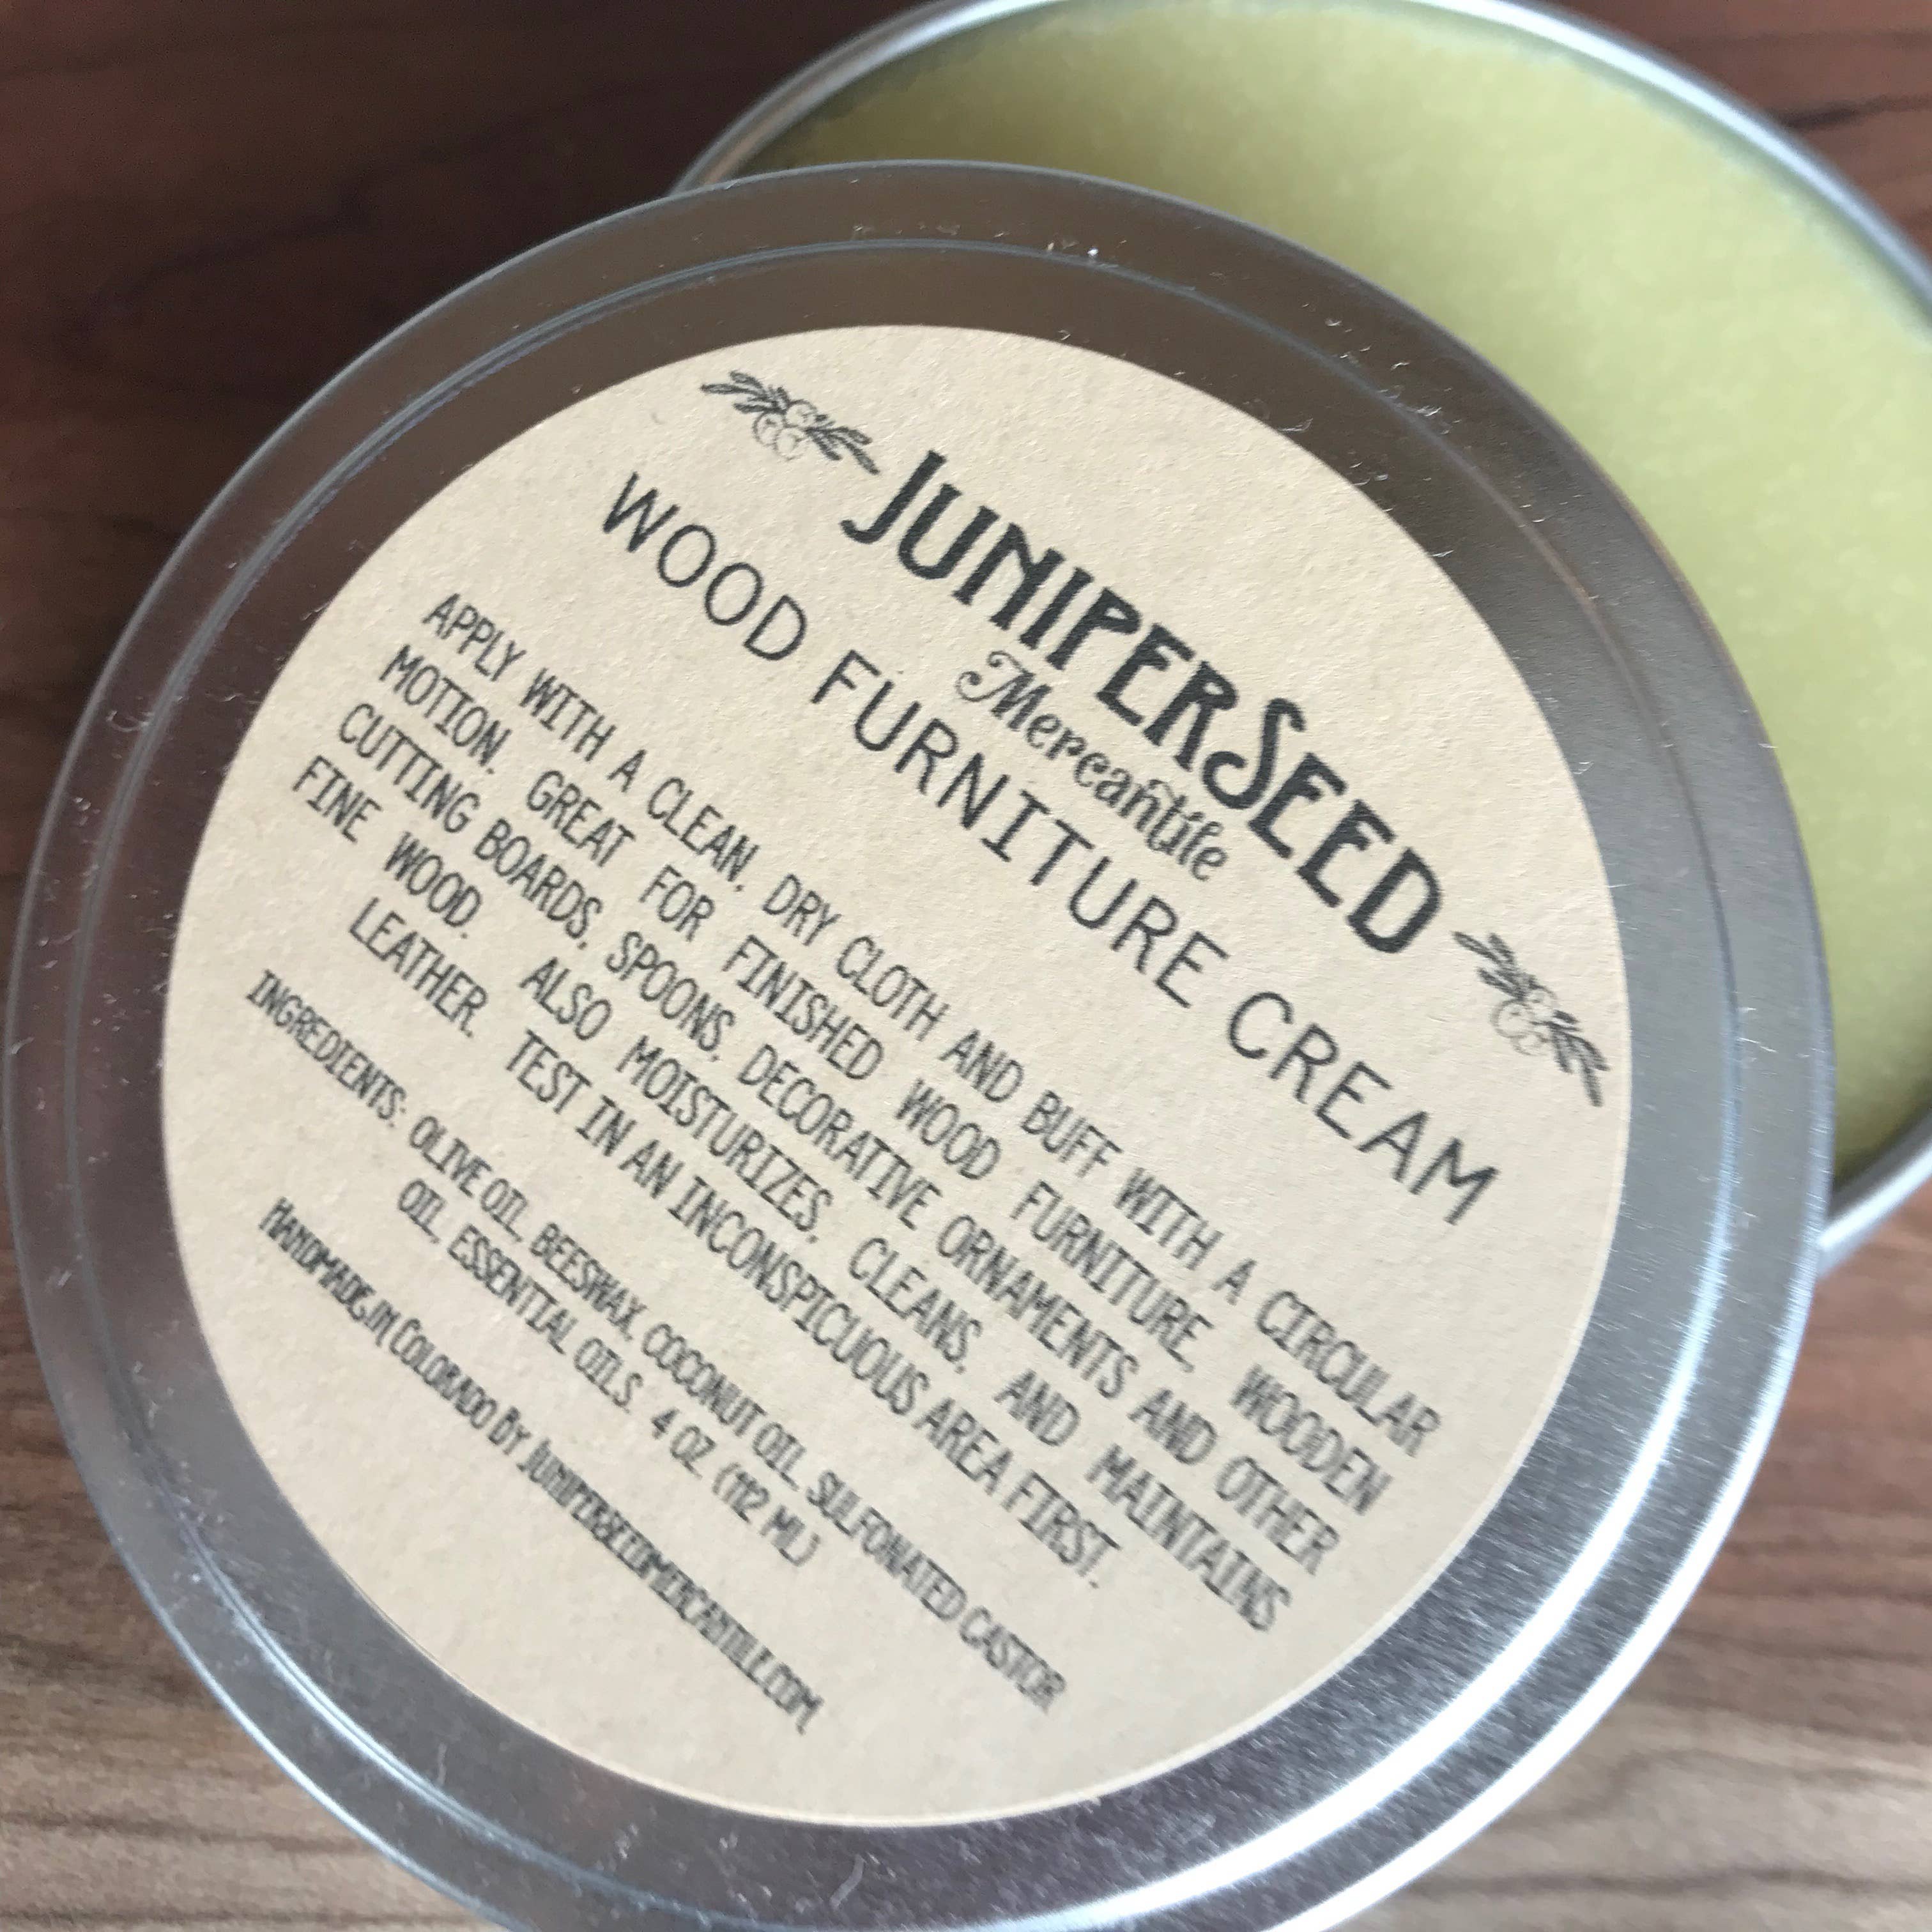 JUNIPERSEED
Mercantile
WOOD FURNITURE CREAM
APPLY WITH A CLEAN, DRY CLOTH AND BUFF WITH A CIRCULAR
MOTION. GREAT FOR FINISHED WOOD FURNITURE, WOODEN
CUTTING BOARDS, SPOONS, DECORATIVE ORNAMENTS AND OTHER
FINE WOOD. ALSO MOISTURIZES, CLEANS, AND MAINTAINS
LEATHER. TEST IN AN INCONSPICUOUS AREA FIRST.
INGREDIENTS: OLIVE OIL, BEESWAX, COCONUT OIL, SULFONATED CASTOR
OIL, ESSENTIAL OILS. 4 OZ (112 ML)
HANDMADE IN COLORADO BY JUNIPERSEEDMERCANTILE.COM